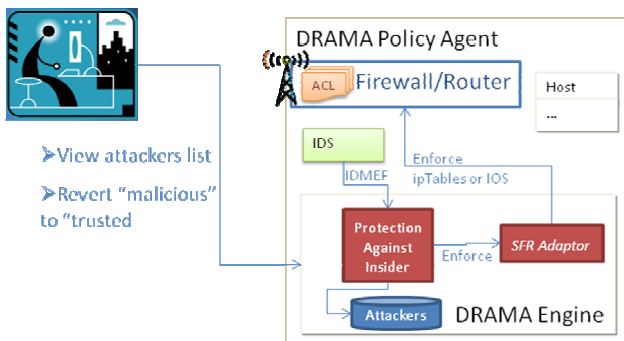 DRAMA Policy Agent
ACL
Firewall/Router
Host
...
➢View attackers list
➢Revert “malicious”
to “trusted
IDS
IDMEF
Enforce
ipTables or IOS
Protection
Against
Insider
Enforce
SFR Adaptor
Attackers
DRAMA Engine